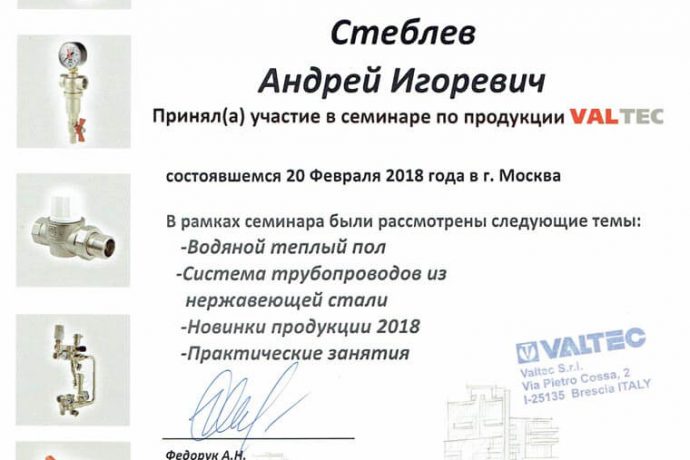 Стеблев
Андрей Игоревич
Принял(а) участие в семинаре по продукции VALTEC
состоявшемся 20 Февраля 2018 года в г. Москва
В рамках семинара были рассмотрены следующие темы:
-Водяной теплый пол
-Система трубопроводов из
нержавеющей стали
-Новинки продукции 2018
-Практические занятия
VALTEC
Valtec S.r.l.
Via Pietro Cossa, 2
I-25135 Brescia ITALY
Федорук А.Н.